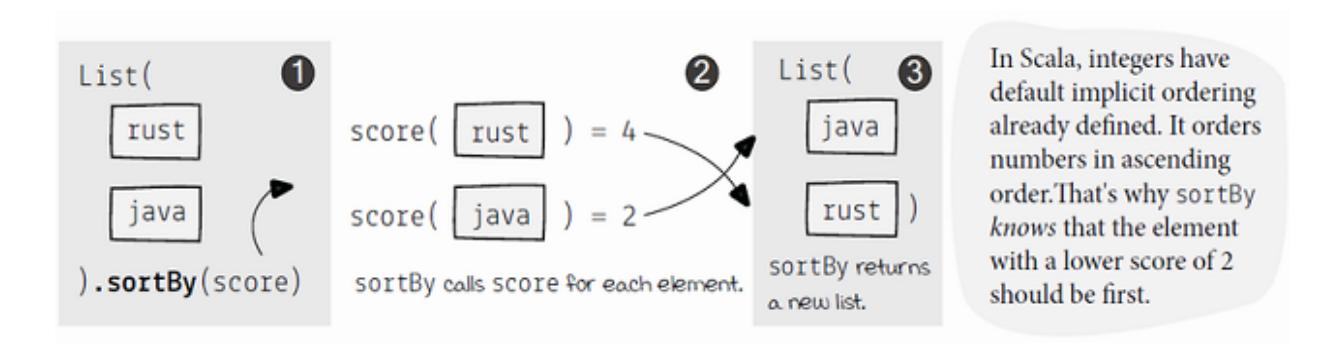 List(
1
rust
java
).sortBy(score)
2
score( rust ) = 4
score( java ) = 2
sortBy calls score for each element.
List(
3
java
rust )
sortBy returns
a new list.
In Scala, integers have
default implicit ordering
already defined. It orders
numbers in ascending
order.That's why sortBy
knows that the element
with a lower score of 2
should be first.